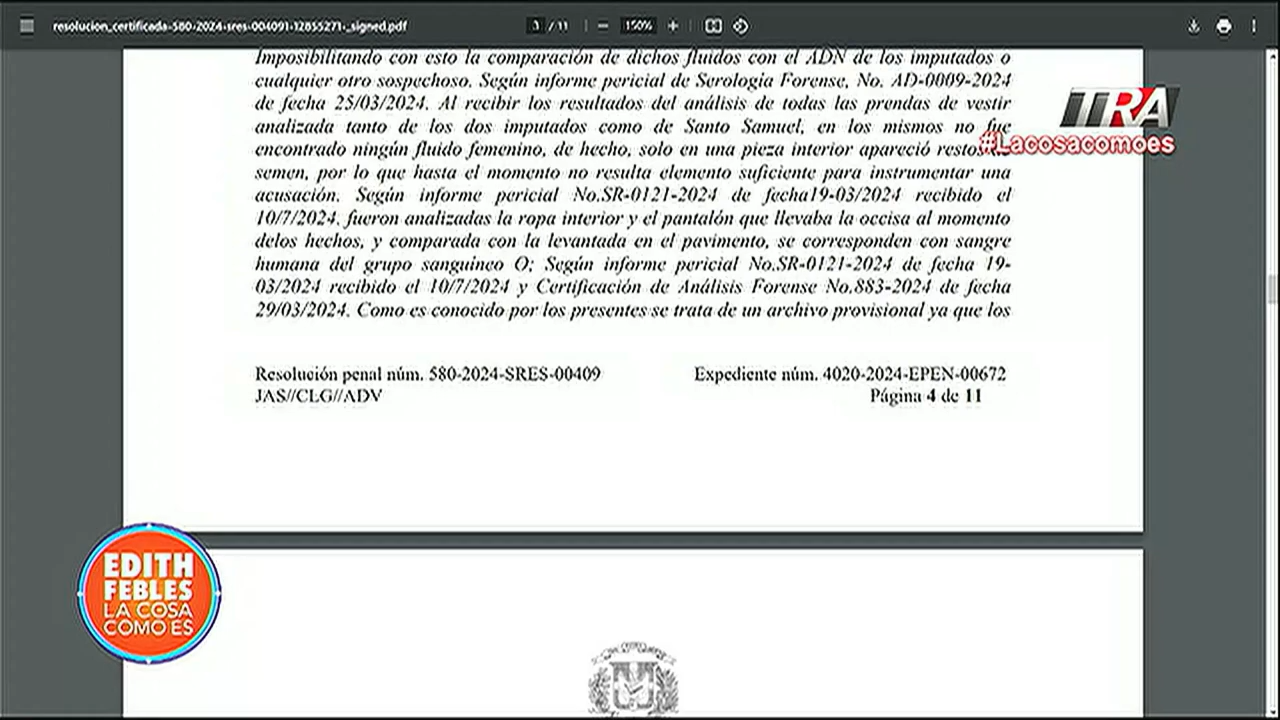 resolucion_certificada-580-2024-sres-004091-12855271-_signed.pdf
3 / 11
150%
Imposibilitando con esto la comparación de dichos fluidos con el ADN de los imputados o
cualquier otro sospechoso. Según informe pericial de Serología Forense, No. AD-0009-2024
de fecha 25/03/2024. Al recibir los resultados del análisis de todas las prendas de vestir
analizada tanto de los dos imputados como de Santo Samuel, en los mismos no fue
encontrado ningún fluido femenino, de hecho, solo en una pieza interior apareció restos
semen, por lo que hasta el momento no resulta elemento suficiente para instrumentar una
acusación. Según informe pericial No.SR-0121-2024 de fecha19-03/2024 recibido el
10/7/2024. fueron analizadas la ropa interior y el pantalón que llevaba la occisa al momento
delos hechos, y comparada con la levantada en el pavimento, se corresponden con sangre
humana del grupo sanguíneo O; Según informe pericial No.SR-0121-2024 de fecha 19-
03/2024 recibido el 10/7/2024 y Certificación de Análisis Forense No.883-2024 de fecha
29/03/2024. Como es conocido por los presentes se trata de un archivo provisional ya que los
Resolución penal núm. 580-2024-SRES-00409
Expediente núm. 4020-2024-EPEN-00672
JAS//CLG//ADV
Página 4 de 11
TRA
#Lacosacomoes
EDITH
FEBLES
LA COSA
COMO ES